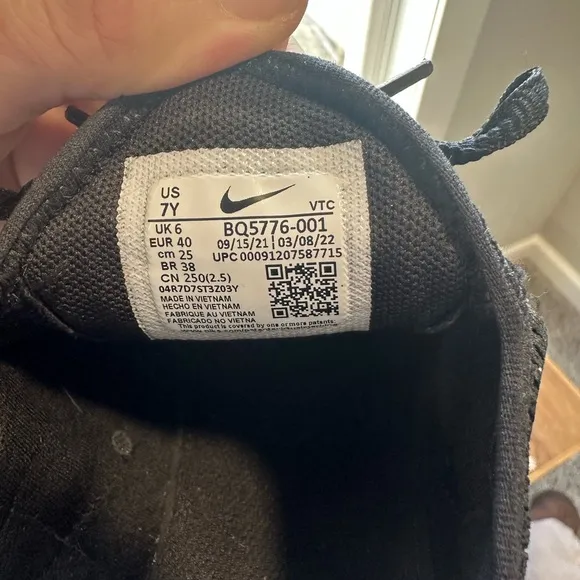 US
7Y
VTC
UK 6
BQ5776-001
EUR 40
09/15/21 | 03/08/22
cm 25
UPC 00091207587715
BR 38
CN 250(2.5)
04R7D7ST3Z03Y
MADE IN VIETNAM
HECHO EN VIETNAM
FABRIQUE AU VIETNAM
FABRICADO NO VIETNA
This product is covered by one or more patents.